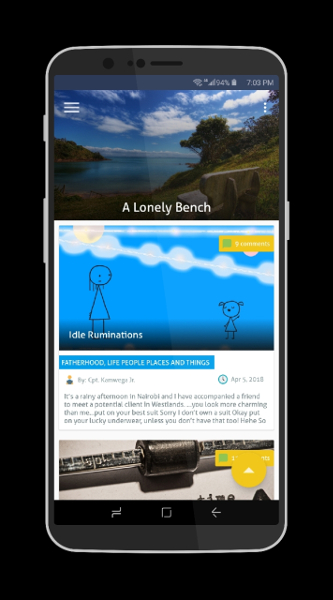 94% 7:03 PM
A Lonely Bench
9 comments
Idle Ruminations
FATHERHOOD, LIFE PEOPLE PLACES AND THINGS
By: Cpt. Kamwega Jr. Apr 5, 2018
It's a rainy afternoon in Nairobi and I have accompanied a friend
to meet a potential client in Westlands.....you look more charming
than me...put on your best suit Sorry I don't own a suit Okay put
on your lucky underwear, unless you don't have that too! Hehe So
time